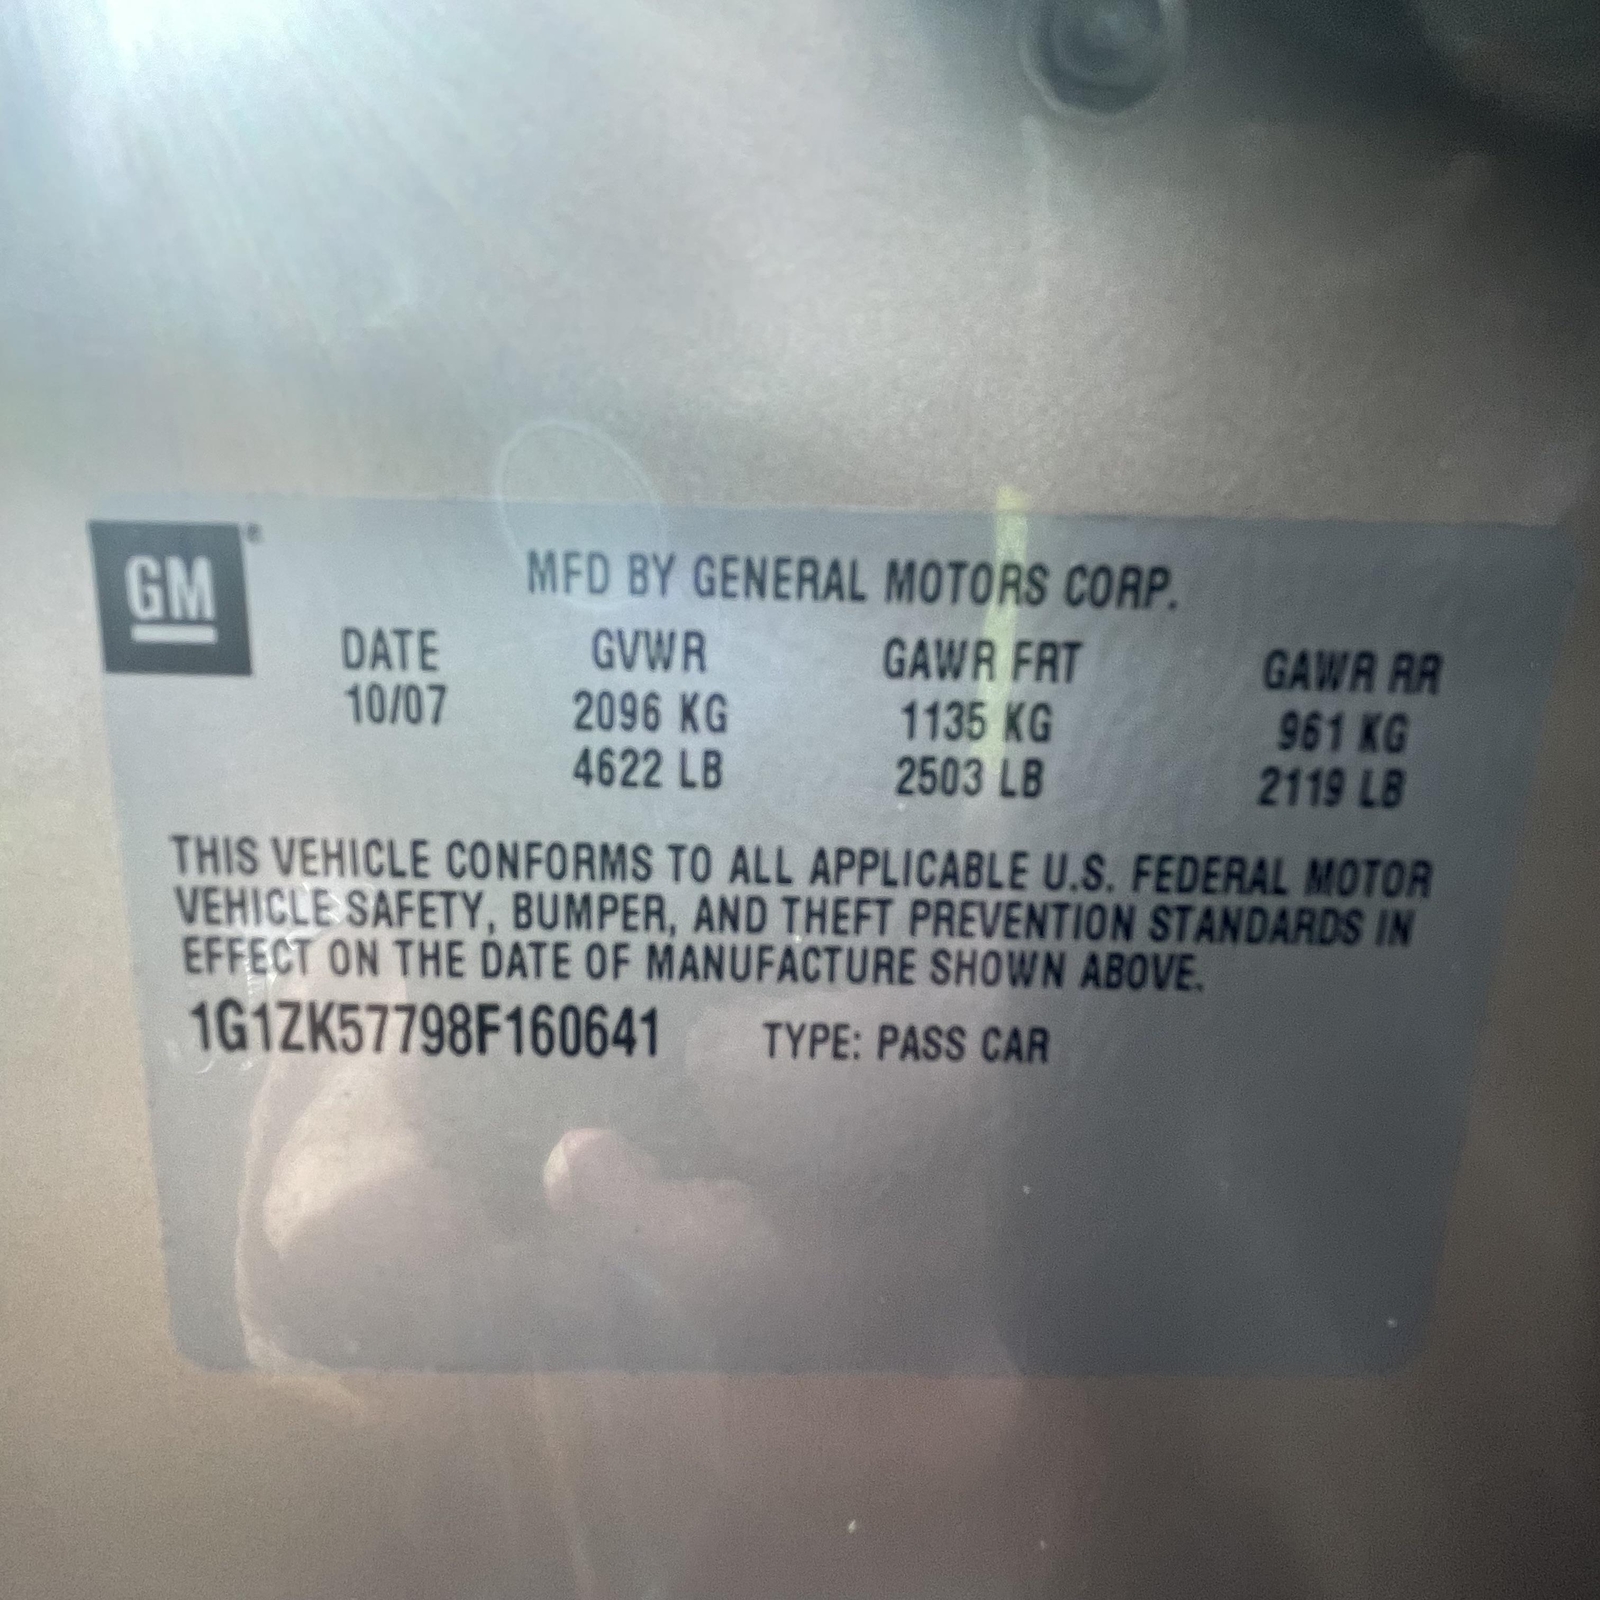 GM ®
MFD BY GENERAL MOTORS CORP.
DATE GVWR GAWR FRT GAWR RR
10/07 2096 KG 1135 KG 961 KG
4622 LB 2503 LB 2119 LB
THIS VEHICLE CONFORMS TO ALL APPLICABLE U.S. FEDERAL MOTOR
VEHICLE SAFETY, BUMPER, AND THEFT PREVENTION STANDARDS IN
EFFECT ON THE DATE OF MANUFACTURE SHOWN ABOVE.
1G1ZK57798F160641 TYPE: PASS CAR